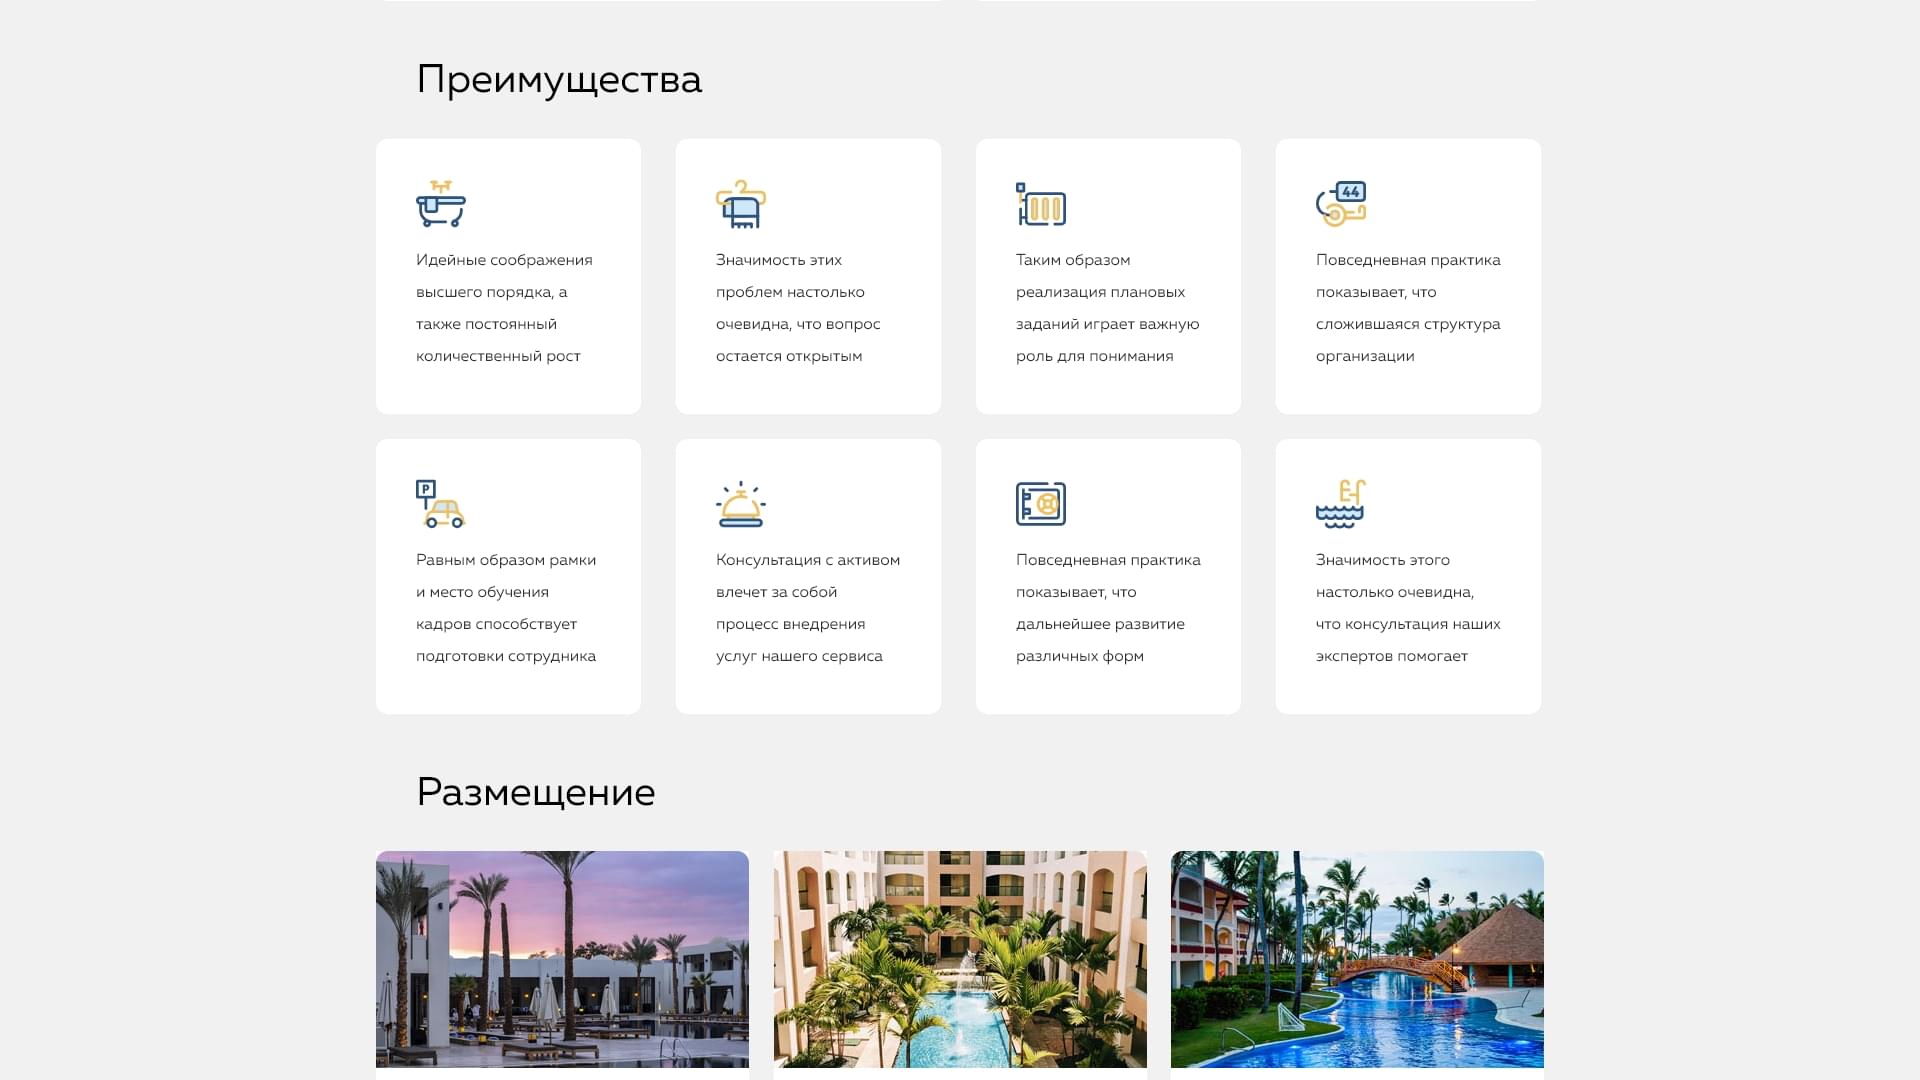 Преимущества
44
Идейные соображения
высшего порядка, а
также постоянный
количественный рост
Значимость этих
проблем настолько
очевидна, что вопрос
остается открытым
Таким образом
реализация плановых
заданий играет важную
роль для понимания
Повседневная практика
показывает, что
сложившаяся структура
организации
P
Равным образом рамки
и место обучения
кадров способствует
подготовки сотрудника
Консультация с активом
влечет за собой
процесс внедрения
услуг нашего сервиса
Повседневная практика
показывает, что
дальнейшее развитие
различных форм
Значимость этого
настолько очевидна,
что консультация наших
экспертов помогает
Размещение